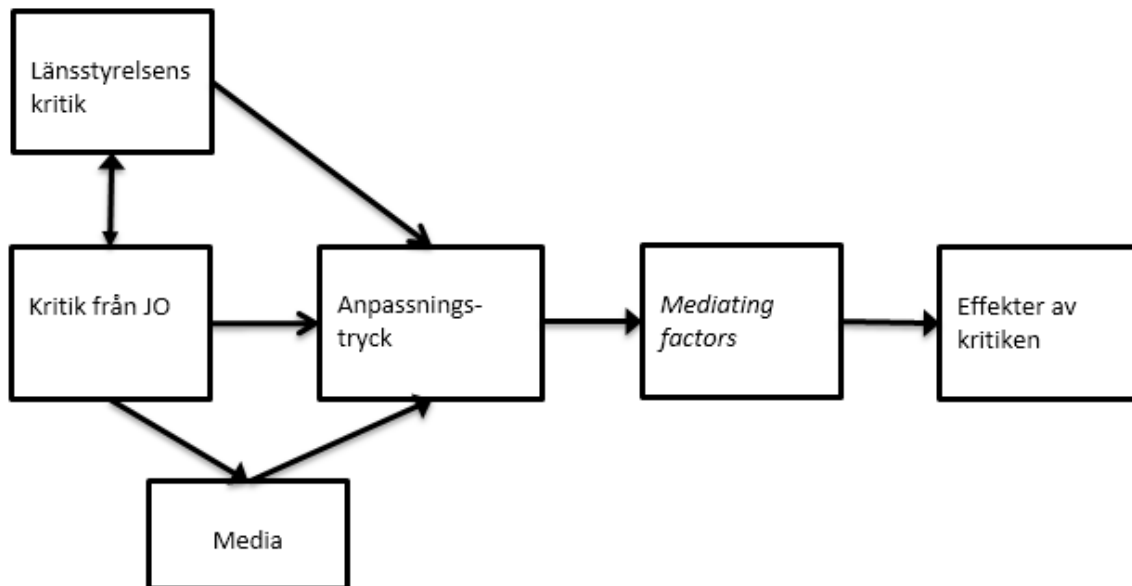 Länsstyrelsens
kritik
Kritik från JO
Anpassnings-
tryck
Mediating
factors
Effekter av
kritiken
Media